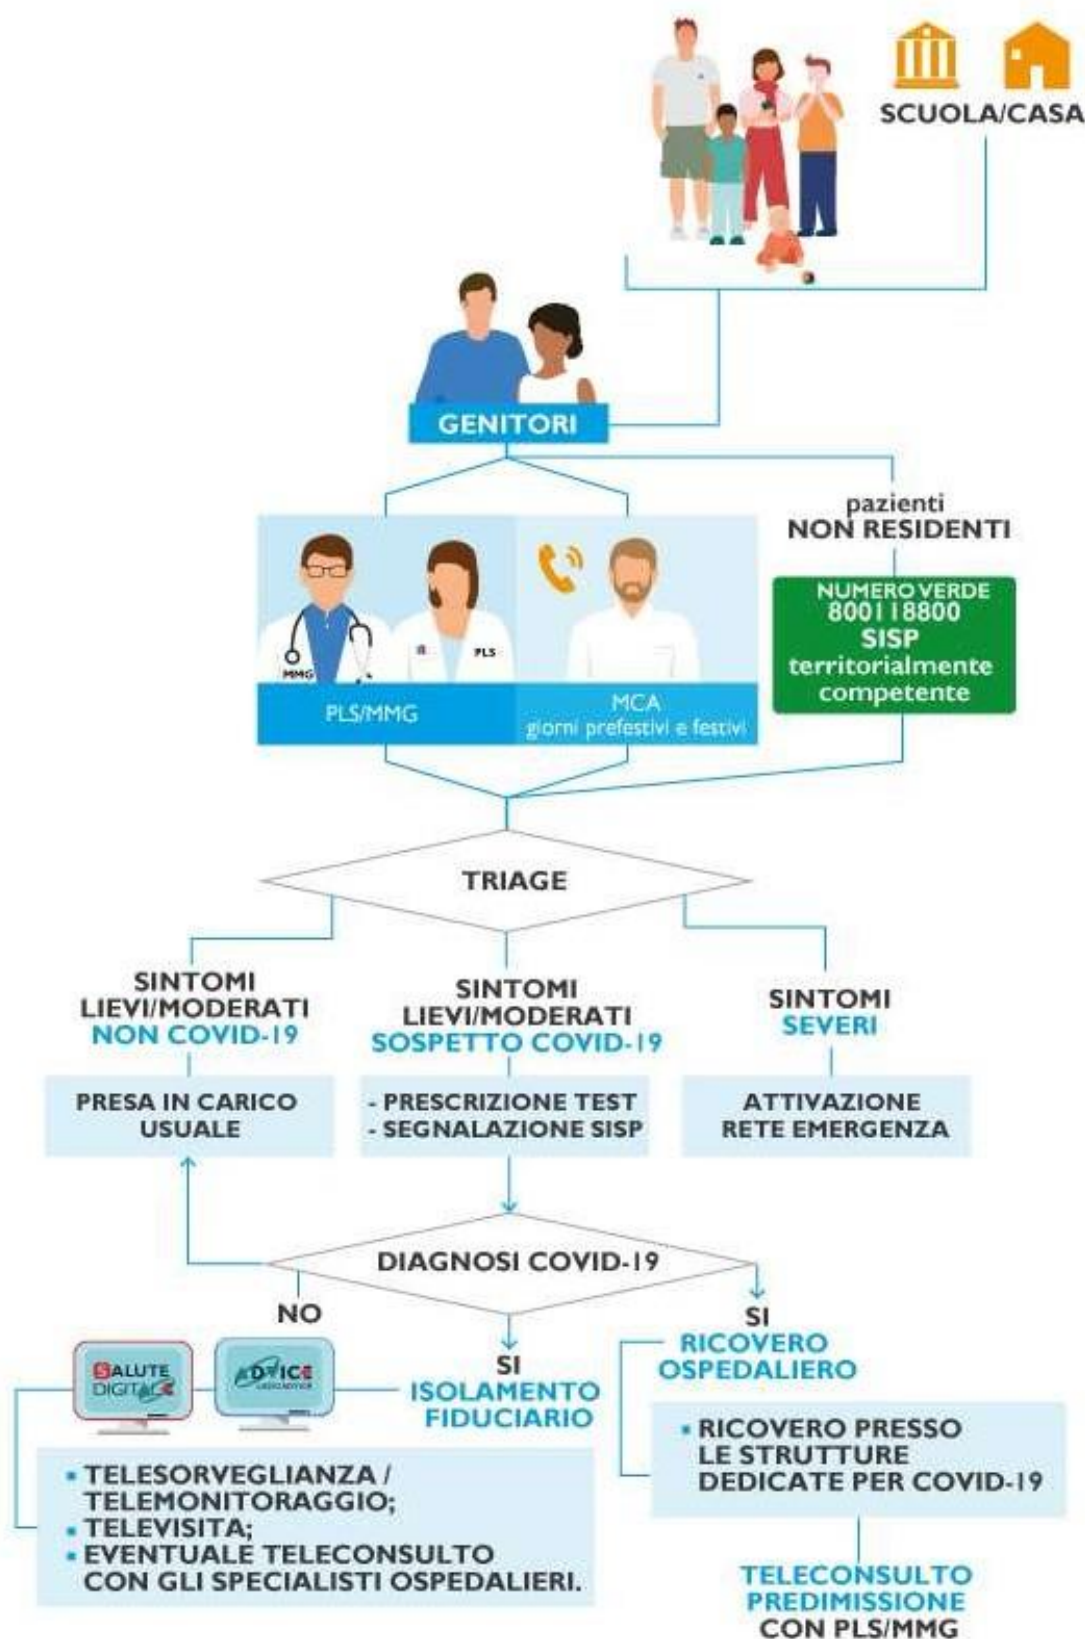 SCUOLA/CASA
GENITORI
pazienti
NON RESIDENTI
NUMERO VERDE
800118800
SISP
territorialmente
competente
MMG
PLS
PLS/MMG
MCA
giorni prefestivi e festivi
TRIAGE
SINTOMI
LIEVI/MODERATI
NON COVID-19
SINTOMI
LIEVI/MODERATI
SOSPETTO COVID-19
SINTOMI
SEVERI
PRESA IN CARICO
USUALE
- PRESCRIZIONE TEST
- SEGNALAZIONE SISP
ATTIVAZIONE
RETE EMERGENZA
DIAGNOSI COVID-19
NO
SALUTE
DIGITALE
ADVICE
SI
ISOLAMENTO
FIDUCIARIO
SI
RICOVERO
OSPEDALIERO
▪ TELESORVEGLIANZA /
TELEMONITORAGGIO;
▪ TELEVISITA;
▪ EVENTUALE TELECONSULTO
CON GLI SPECIALISTI OSPEDALIERI.
▪ RICOVERO PRESSO
LE STRUTTURE
DEDICATE PER COVID-19
TELECONSULTO
PREDIMISSIONE
CON PLS/MMG